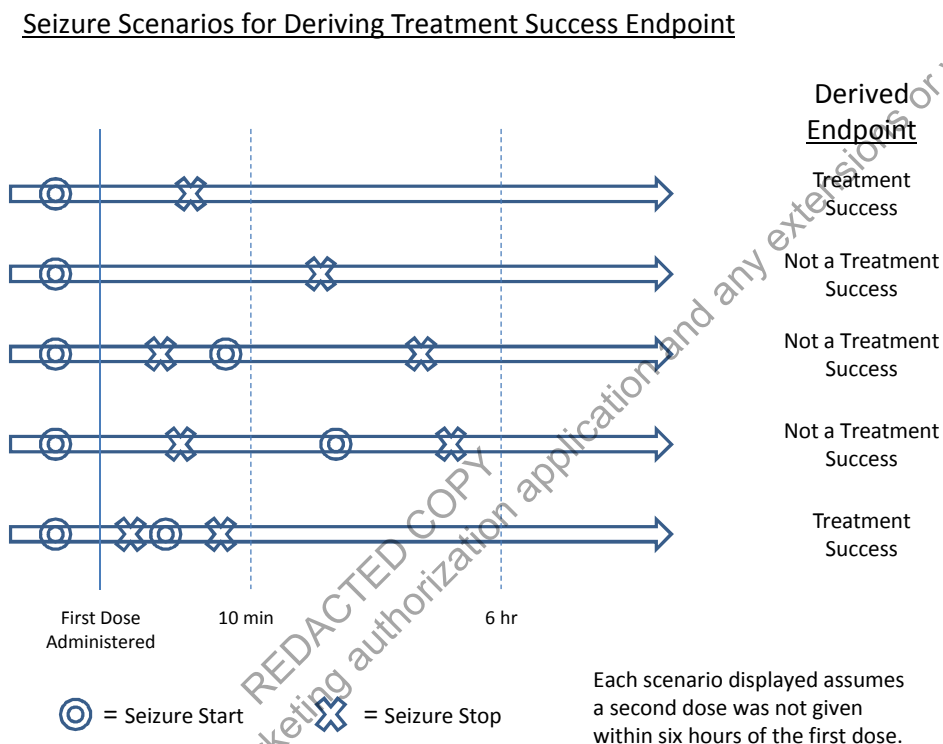 Seizure Scenarios for Deriving Treatment Success Endpoint
Derived
Endpoint
Treatment
Success
Not a Treatment
Success
Not a Treatment
Success
Not a Treatment
Success
Treatment
Success
First Dose
Administered
10 min
6 hr
= Seizure Start
= Seizure Stop
Each scenario displayed assumes
a second dose was not given
within six hours of the first dose.
REDACTED COPY
authorization application and any extensions or